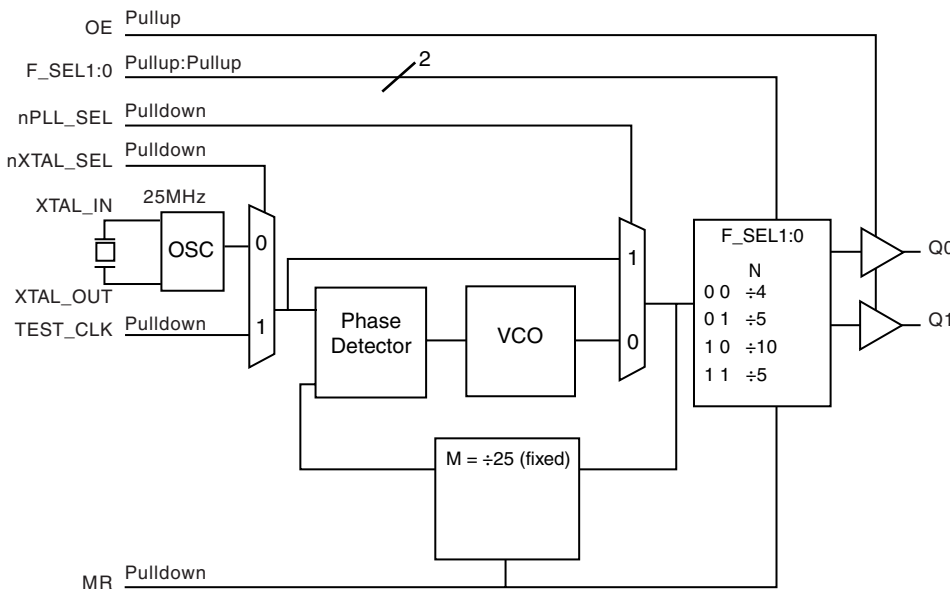 OE Pullup
F_SEL1:0 Pullup:Pullup 2
nPLL_SEL Pulldown
nXTAL_SEL Pulldown
XTAL_IN 25MHz
OSC
XTAL_OUT
TEST_CLK Pulldown
0
1
Phase
Detector
VCO
1
0
F_SEL1:0
N
0 0 ÷4
0 1 ÷5
1 0 ÷10
1 1 ÷5
Q0
Q1
M = ÷25 (fixed)
MR Pulldown